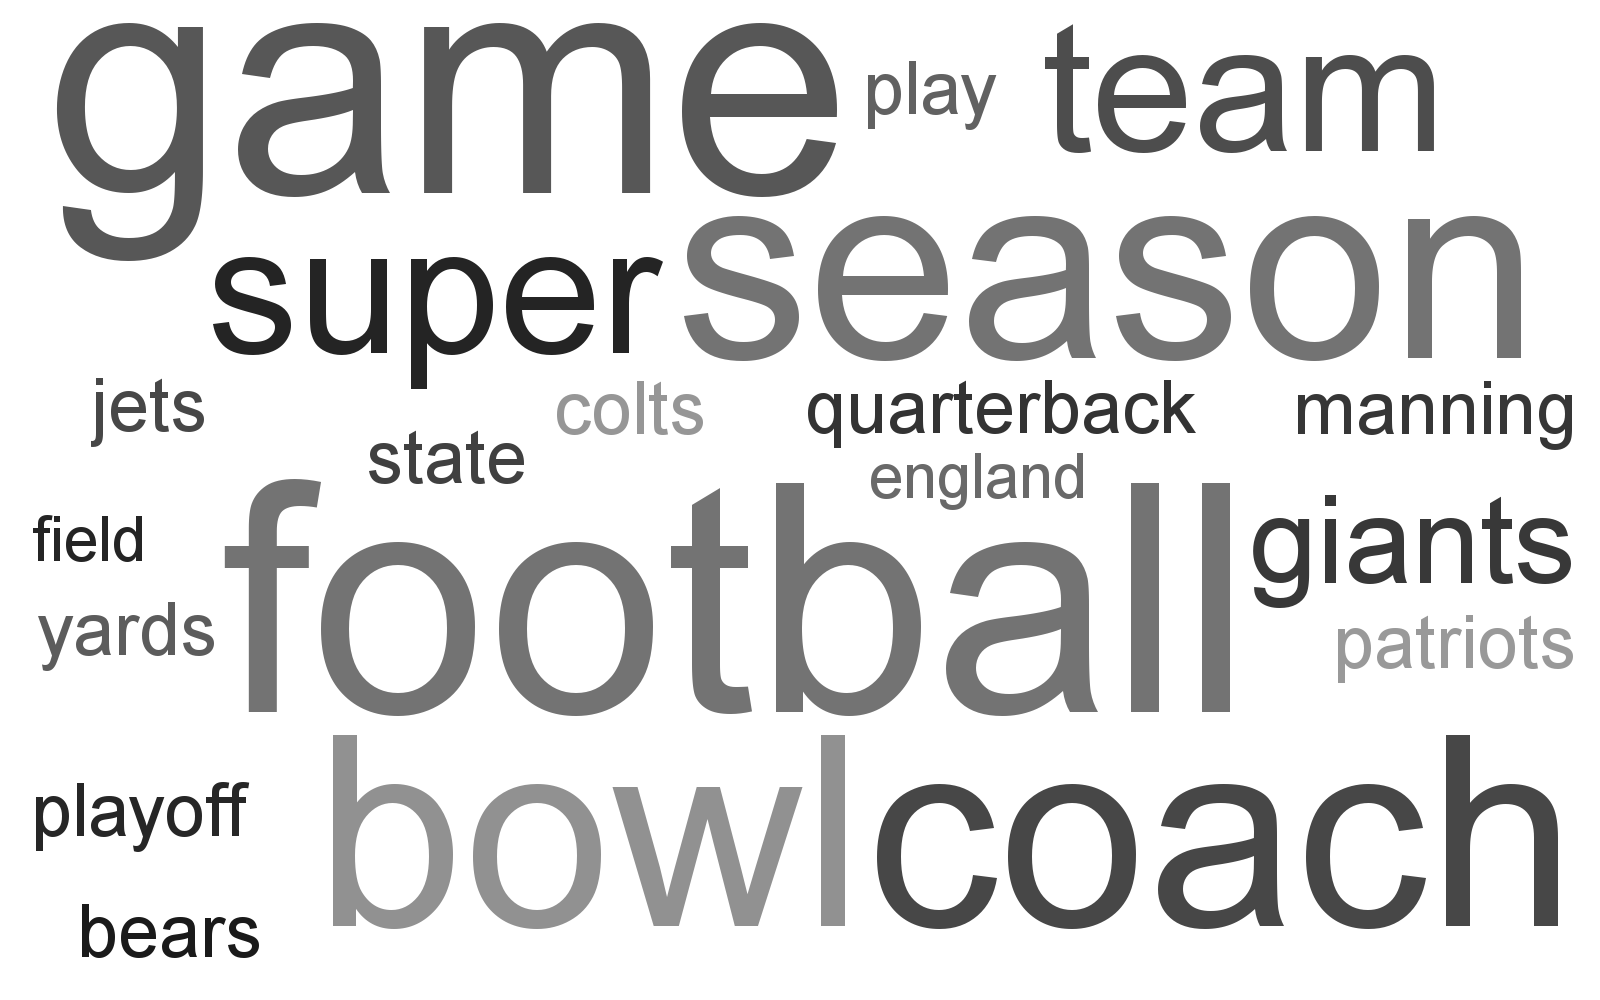 game play team
super season
jets colts quarterback manning
state england
field football giants
yards patriots
playoff bowl coach
bears